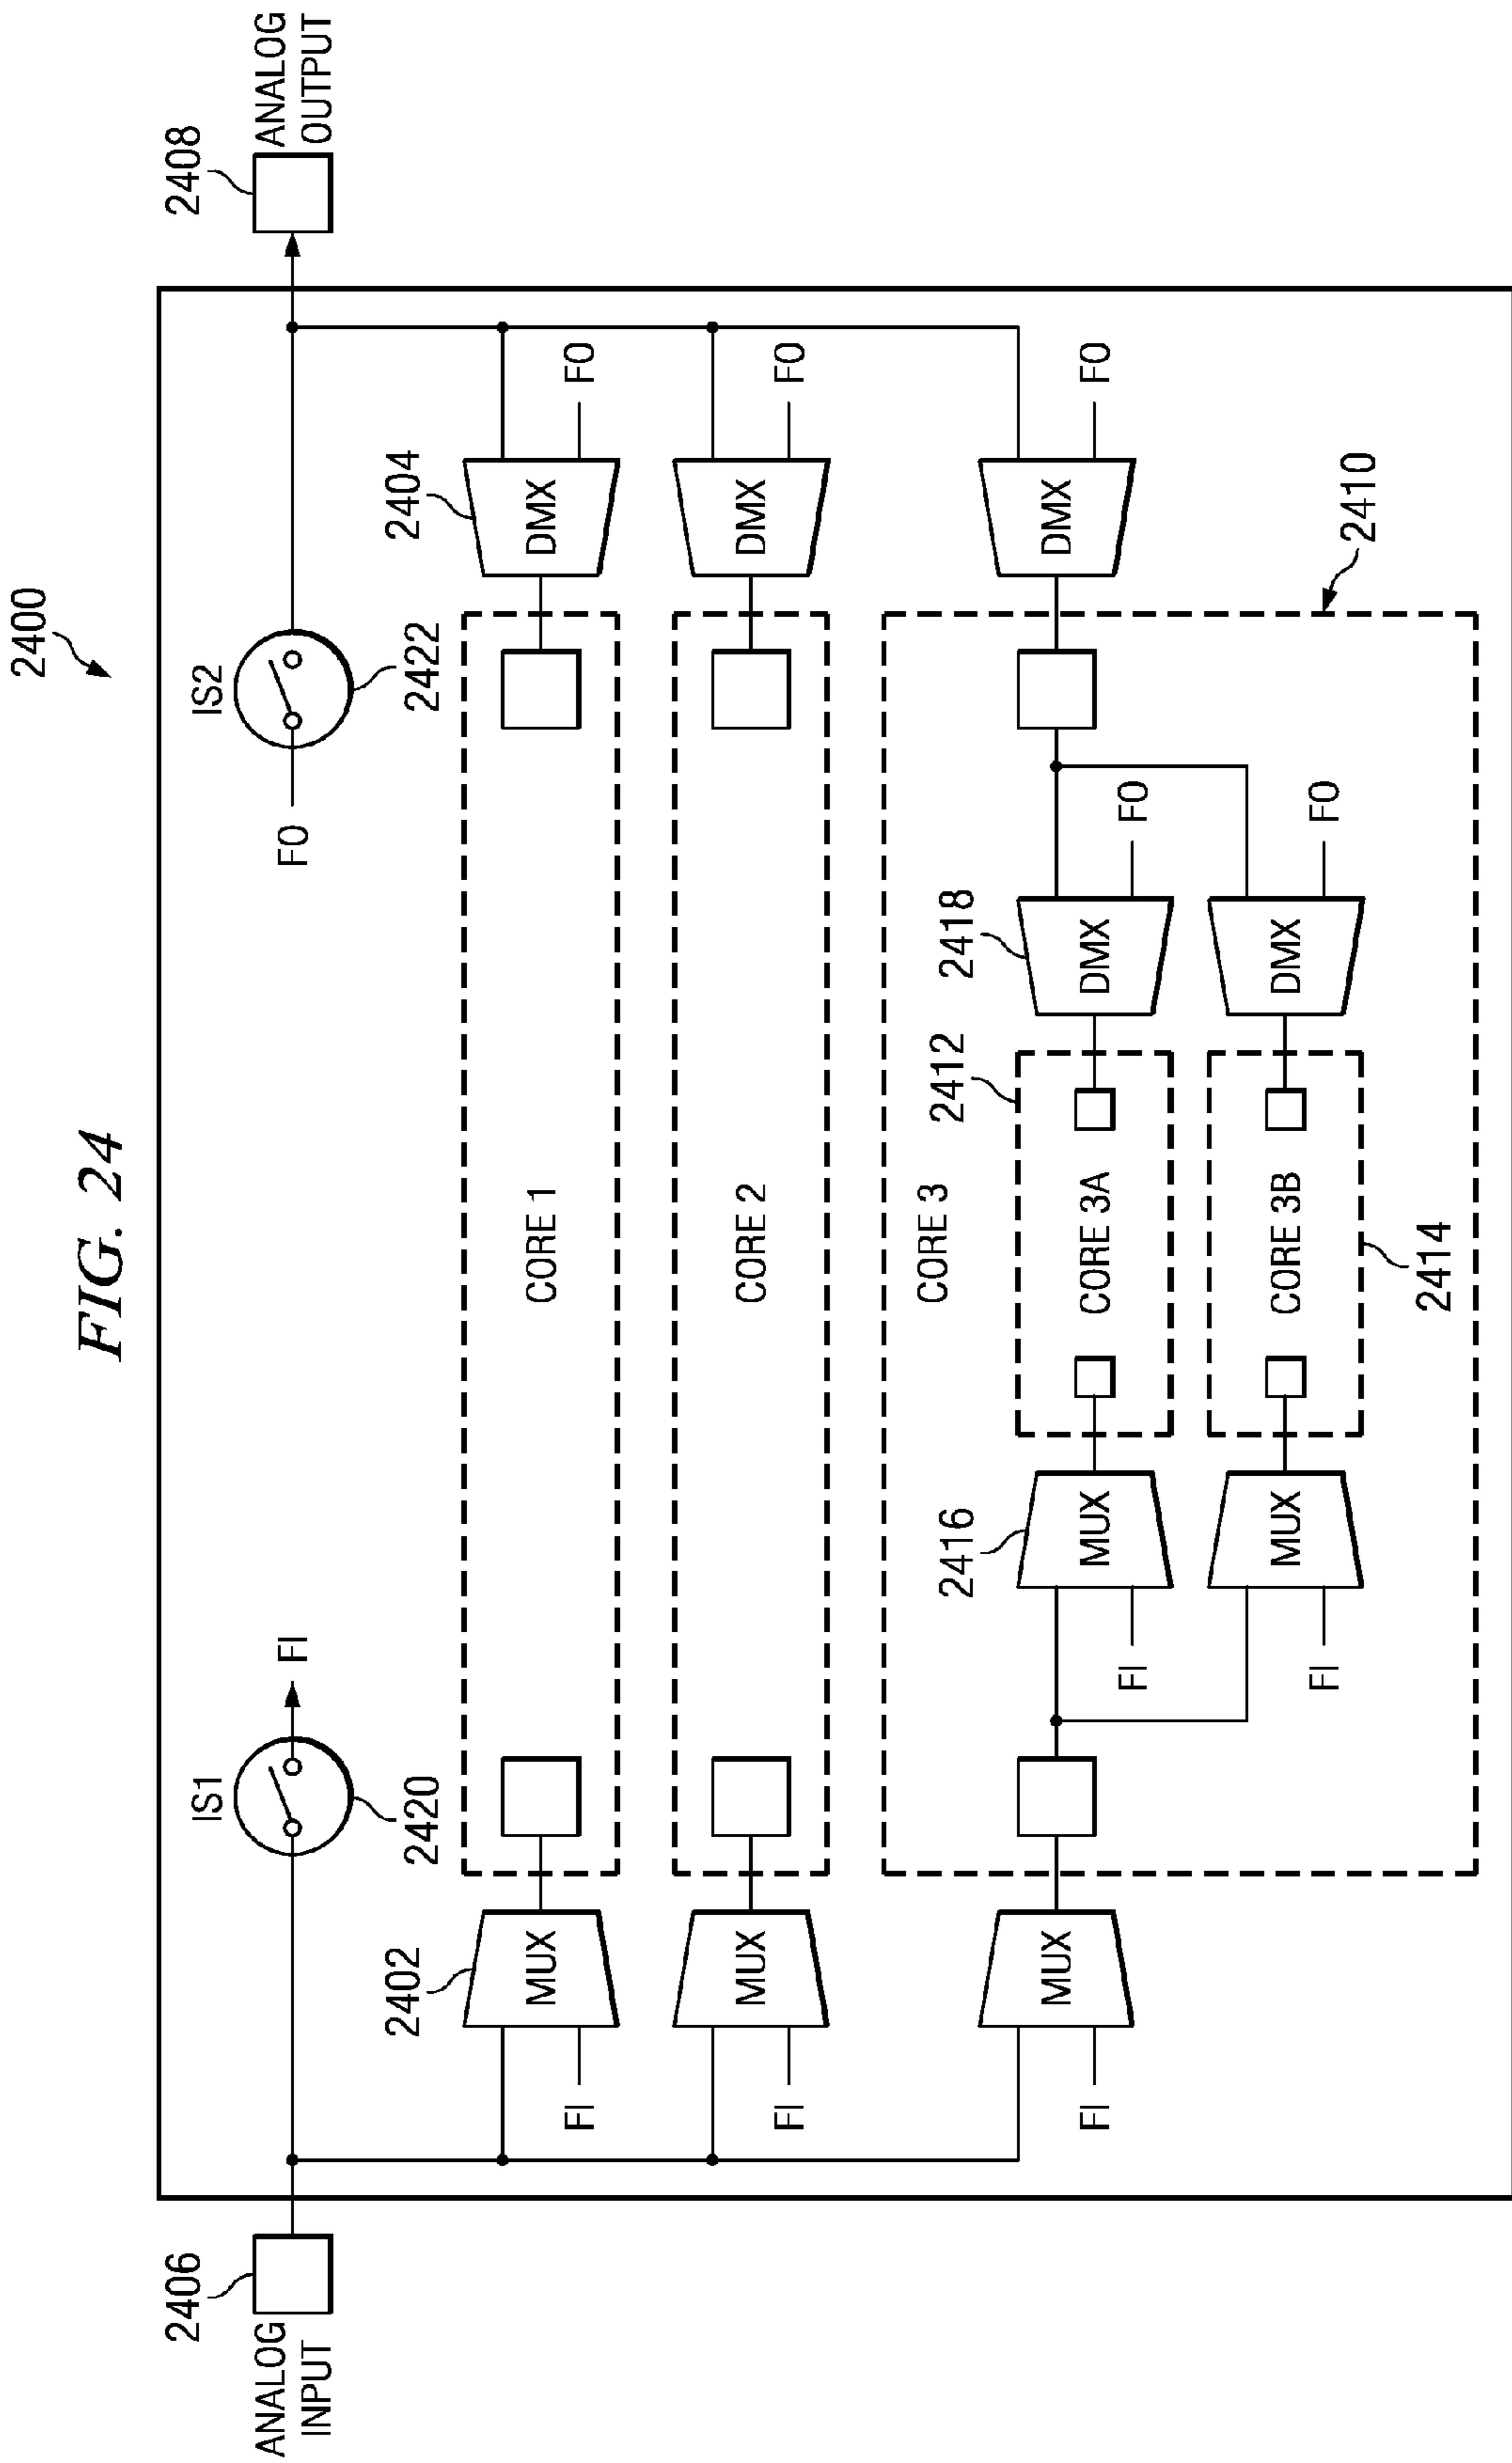 FIG. 24
2400
2406
ANALOG
INPUT
IS1
2420
FI
IS2
2422
FO
2408
ANALOG
OUTPUT
2402
MUX
FI
CORE 1
2404
DMX
FO
MUX
FI
CORE 2
DMX
FO
MUX
FI
CORE 3
2410
DMX
FO
2416
MUX
FI
2412
CORE 3A
2418
DMX
FO
MUX
FI
CORE 3B
2414
DMX
FO